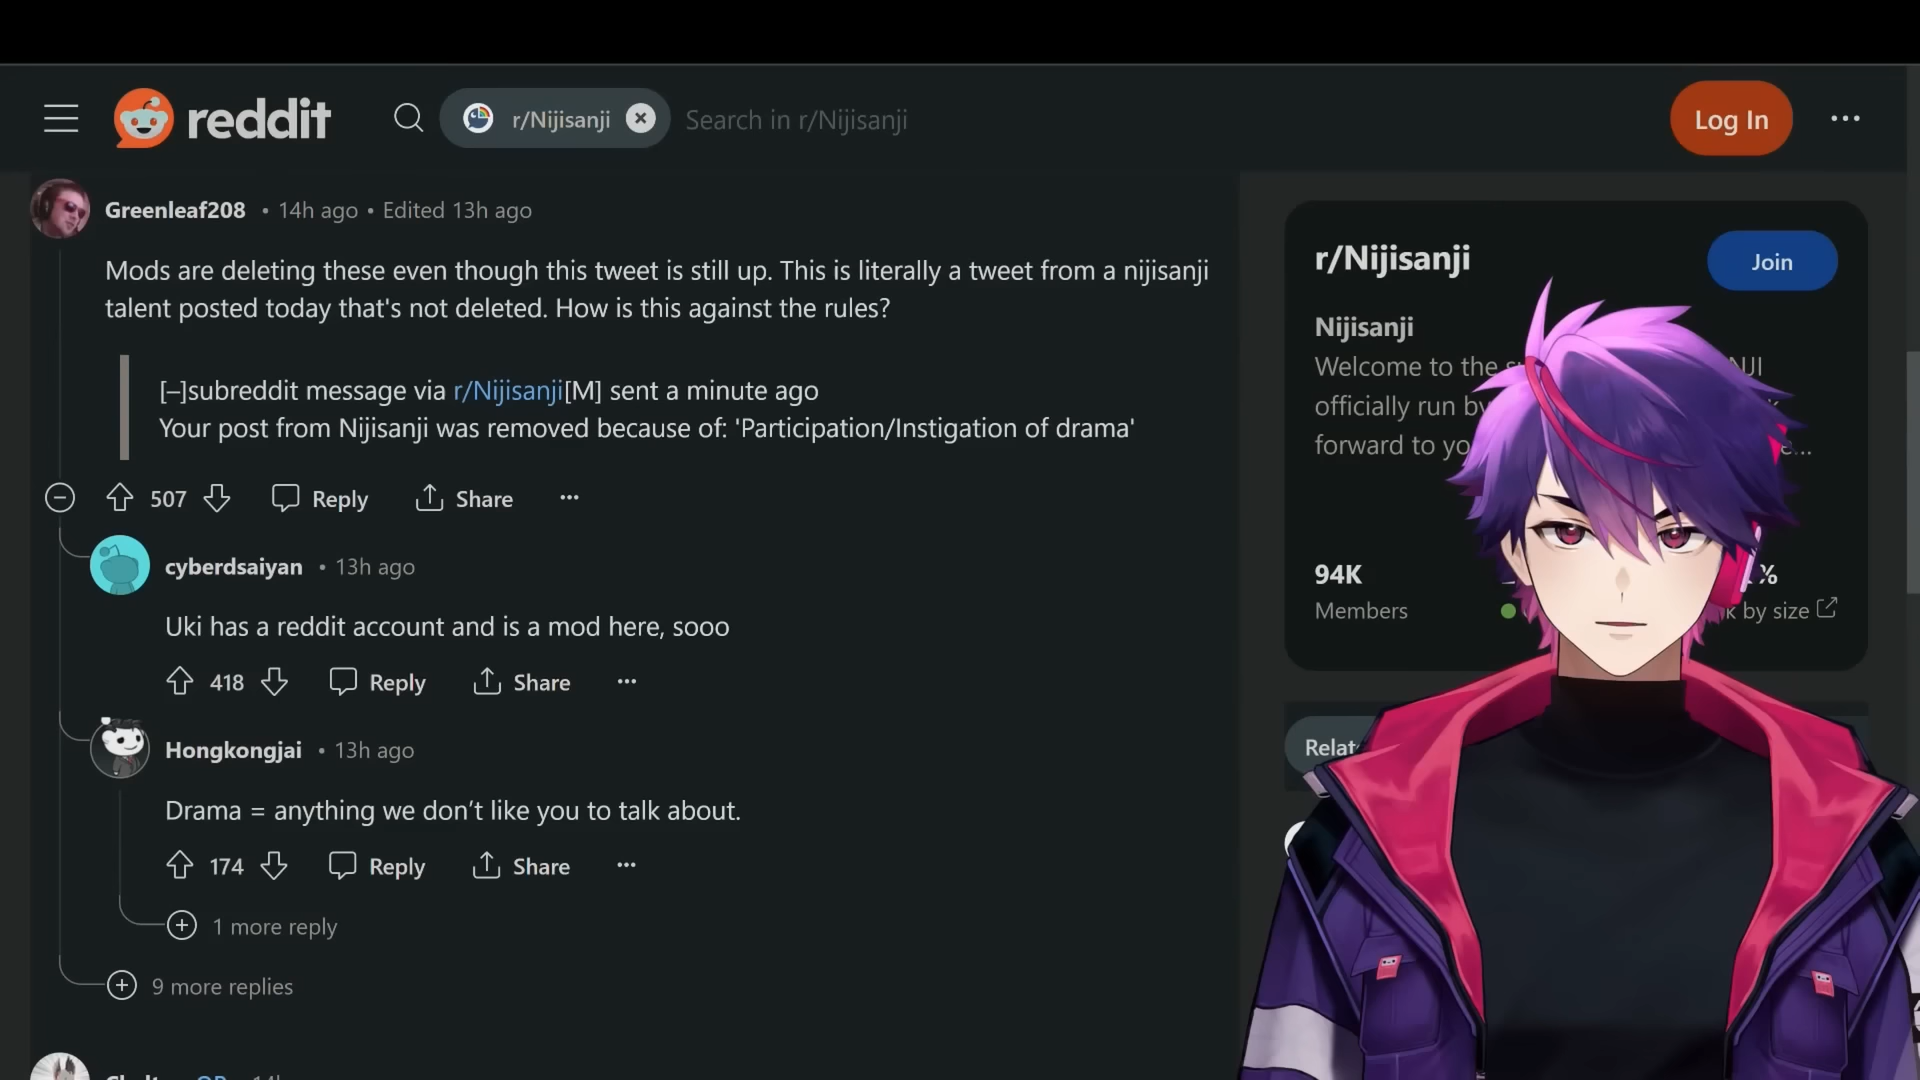 reddit
r/Nijisanji
Search in r/Nijisanji
Log In
Greenleaf208 • 14h ago • Edited 13h ago
Mods are deleting these even though this tweet is still up. This is literally a tweet from a nijisanji
talent posted today that's not deleted. How is this against the rules?
[–]subreddit message via r/Nijisanji[M] sent a minute ago
Your post from Nijisanji was removed because of: 'Participation/Instigation of drama'
507 Reply Share
cyberdsaiyan • 13h ago
Uki has a reddit account and is a mod here, sooo
418 Reply Share
Hongkongjai • 13h ago
Drama = anything we don’t like you to talk about.
174 Reply Share
1 more reply
9 more replies
r/Nijisanji
Join
Nijisanji
Welcome to the
officially run by
forward to
94K
Members
%
by size